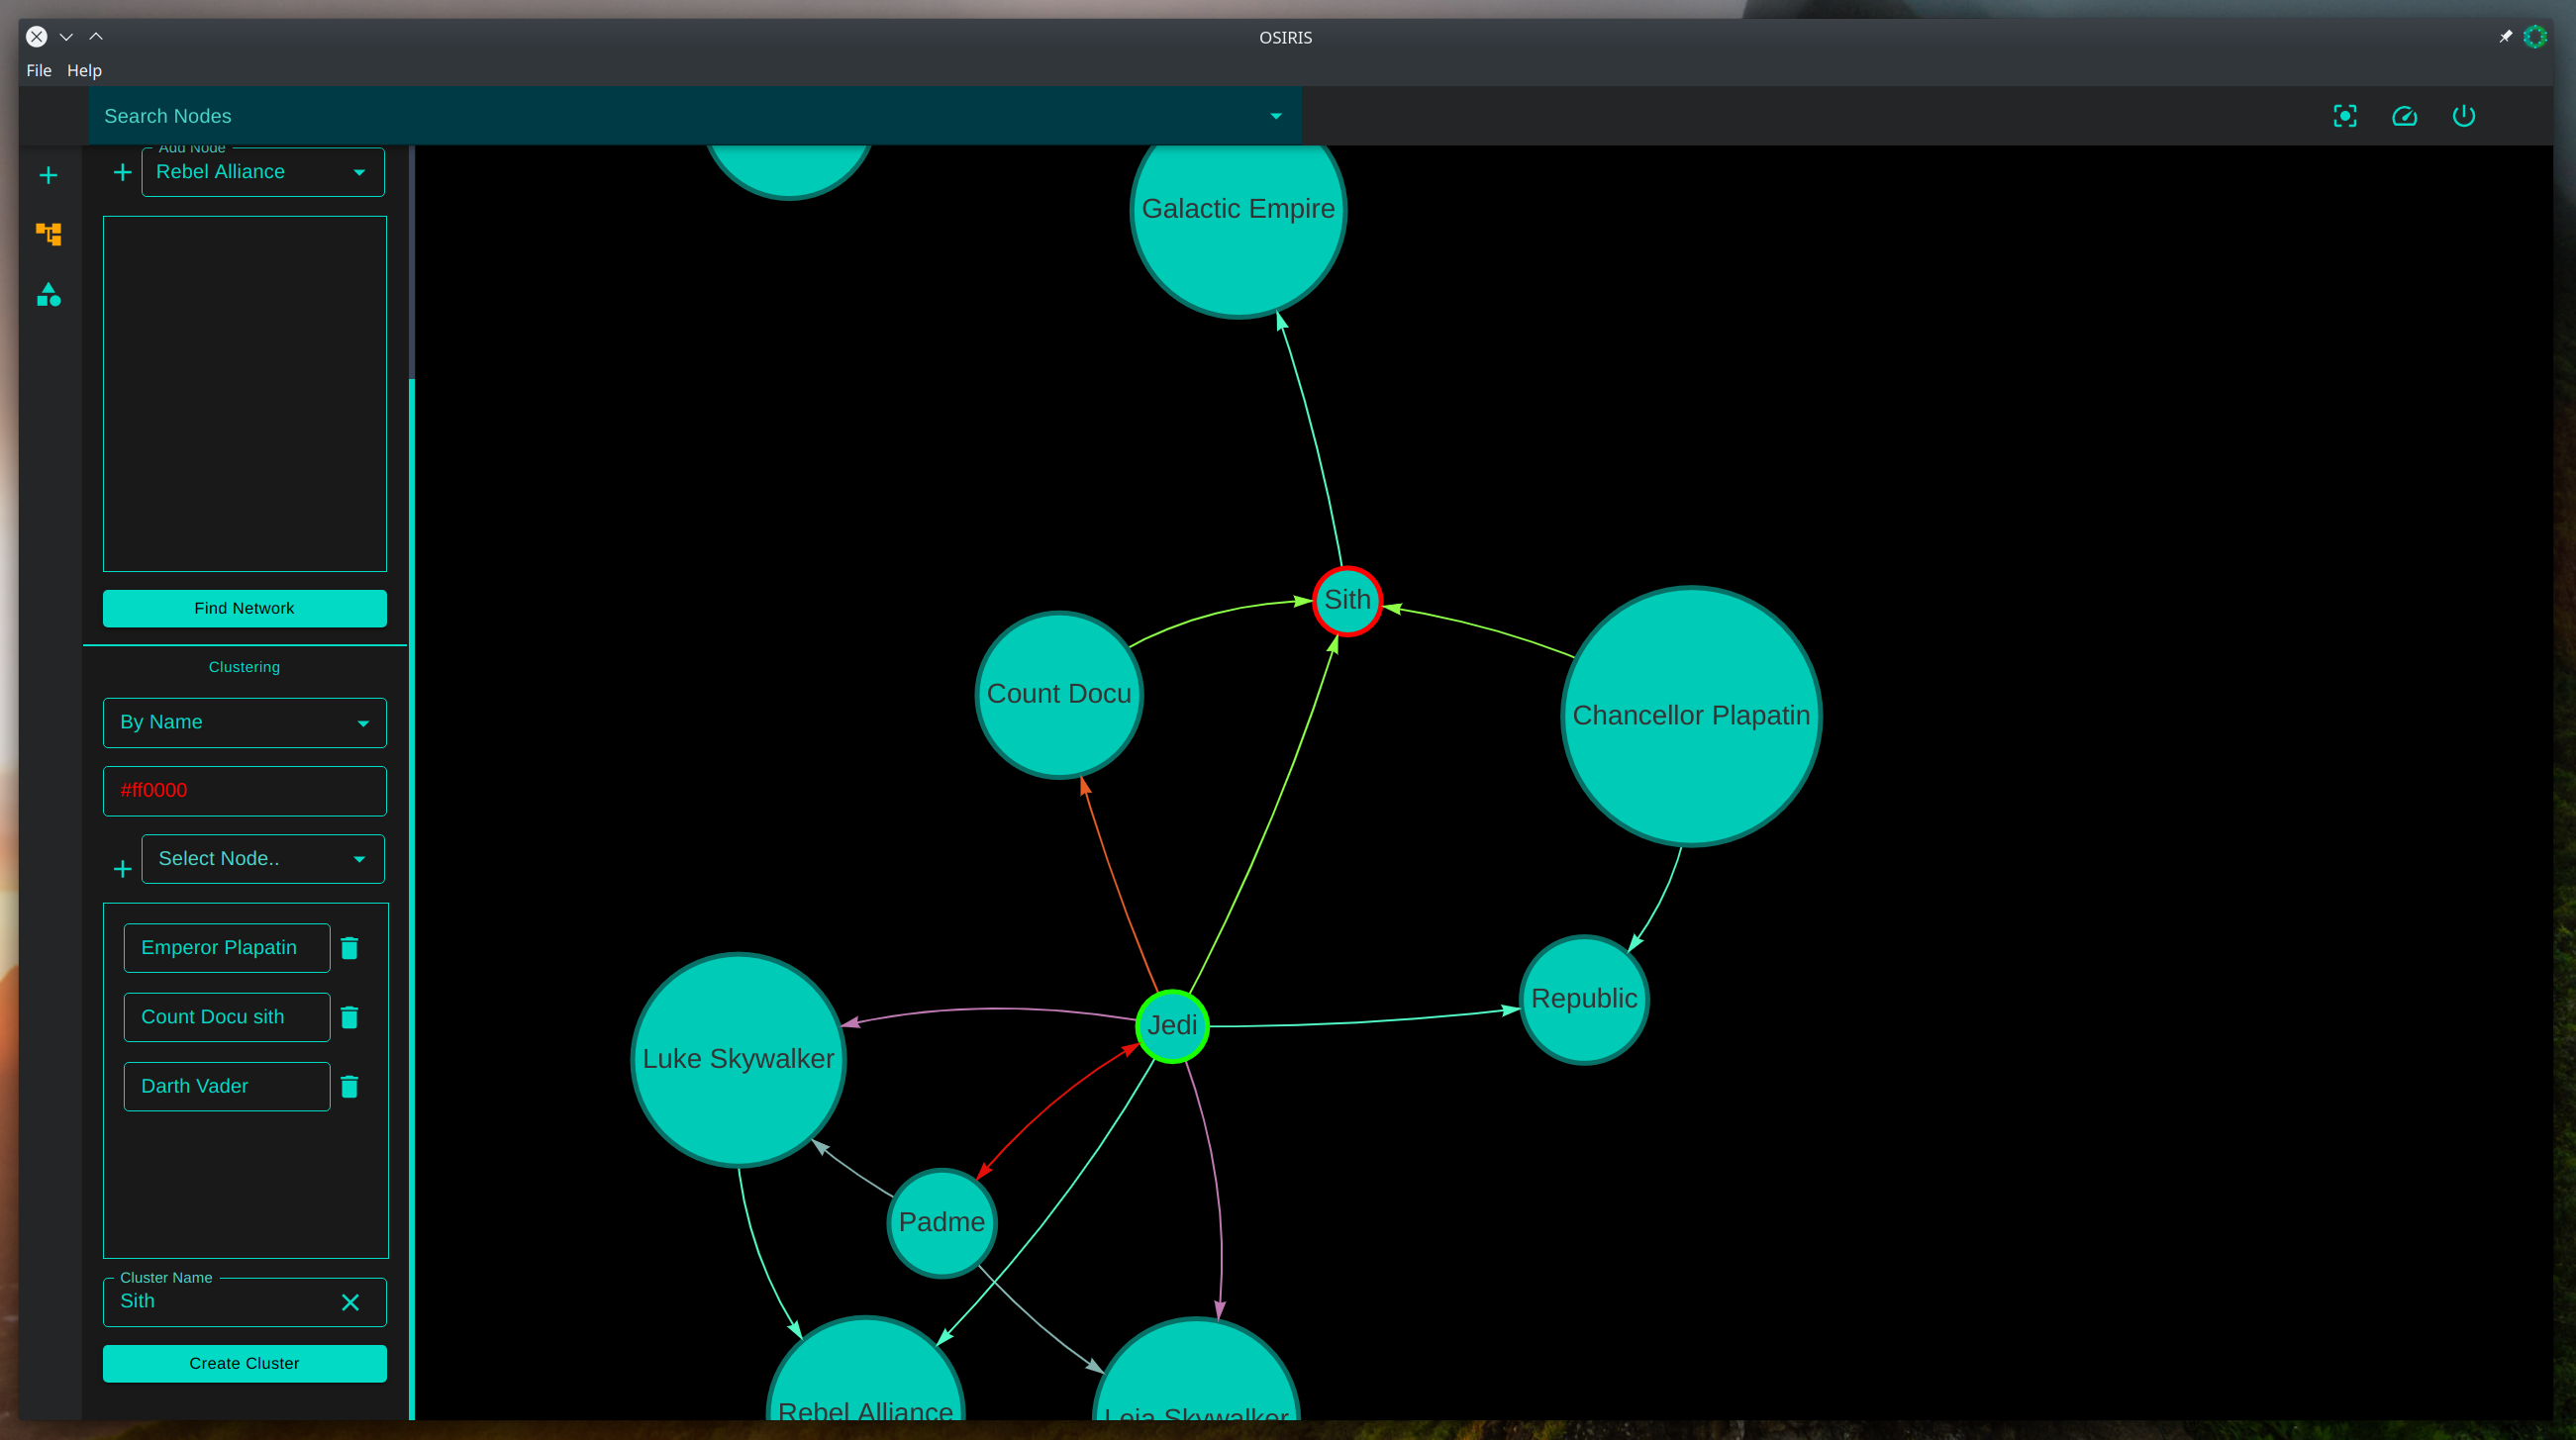 OSIRIS
File Help
Search Nodes
Add Node
Rebel Alliance
Find Network
Clustering
By Name
#ff0000
Select Node..
Emperor Plapatin
Count Docu sith
Darth Vader
Cluster Name
Sith
Create Cluster
Galactic Empire
Sith
Count Docu
Chancellor Plapatin
Republic
Jedi
Luke Skywalker
Padme
Rebel Alliance
Leia Skywalker